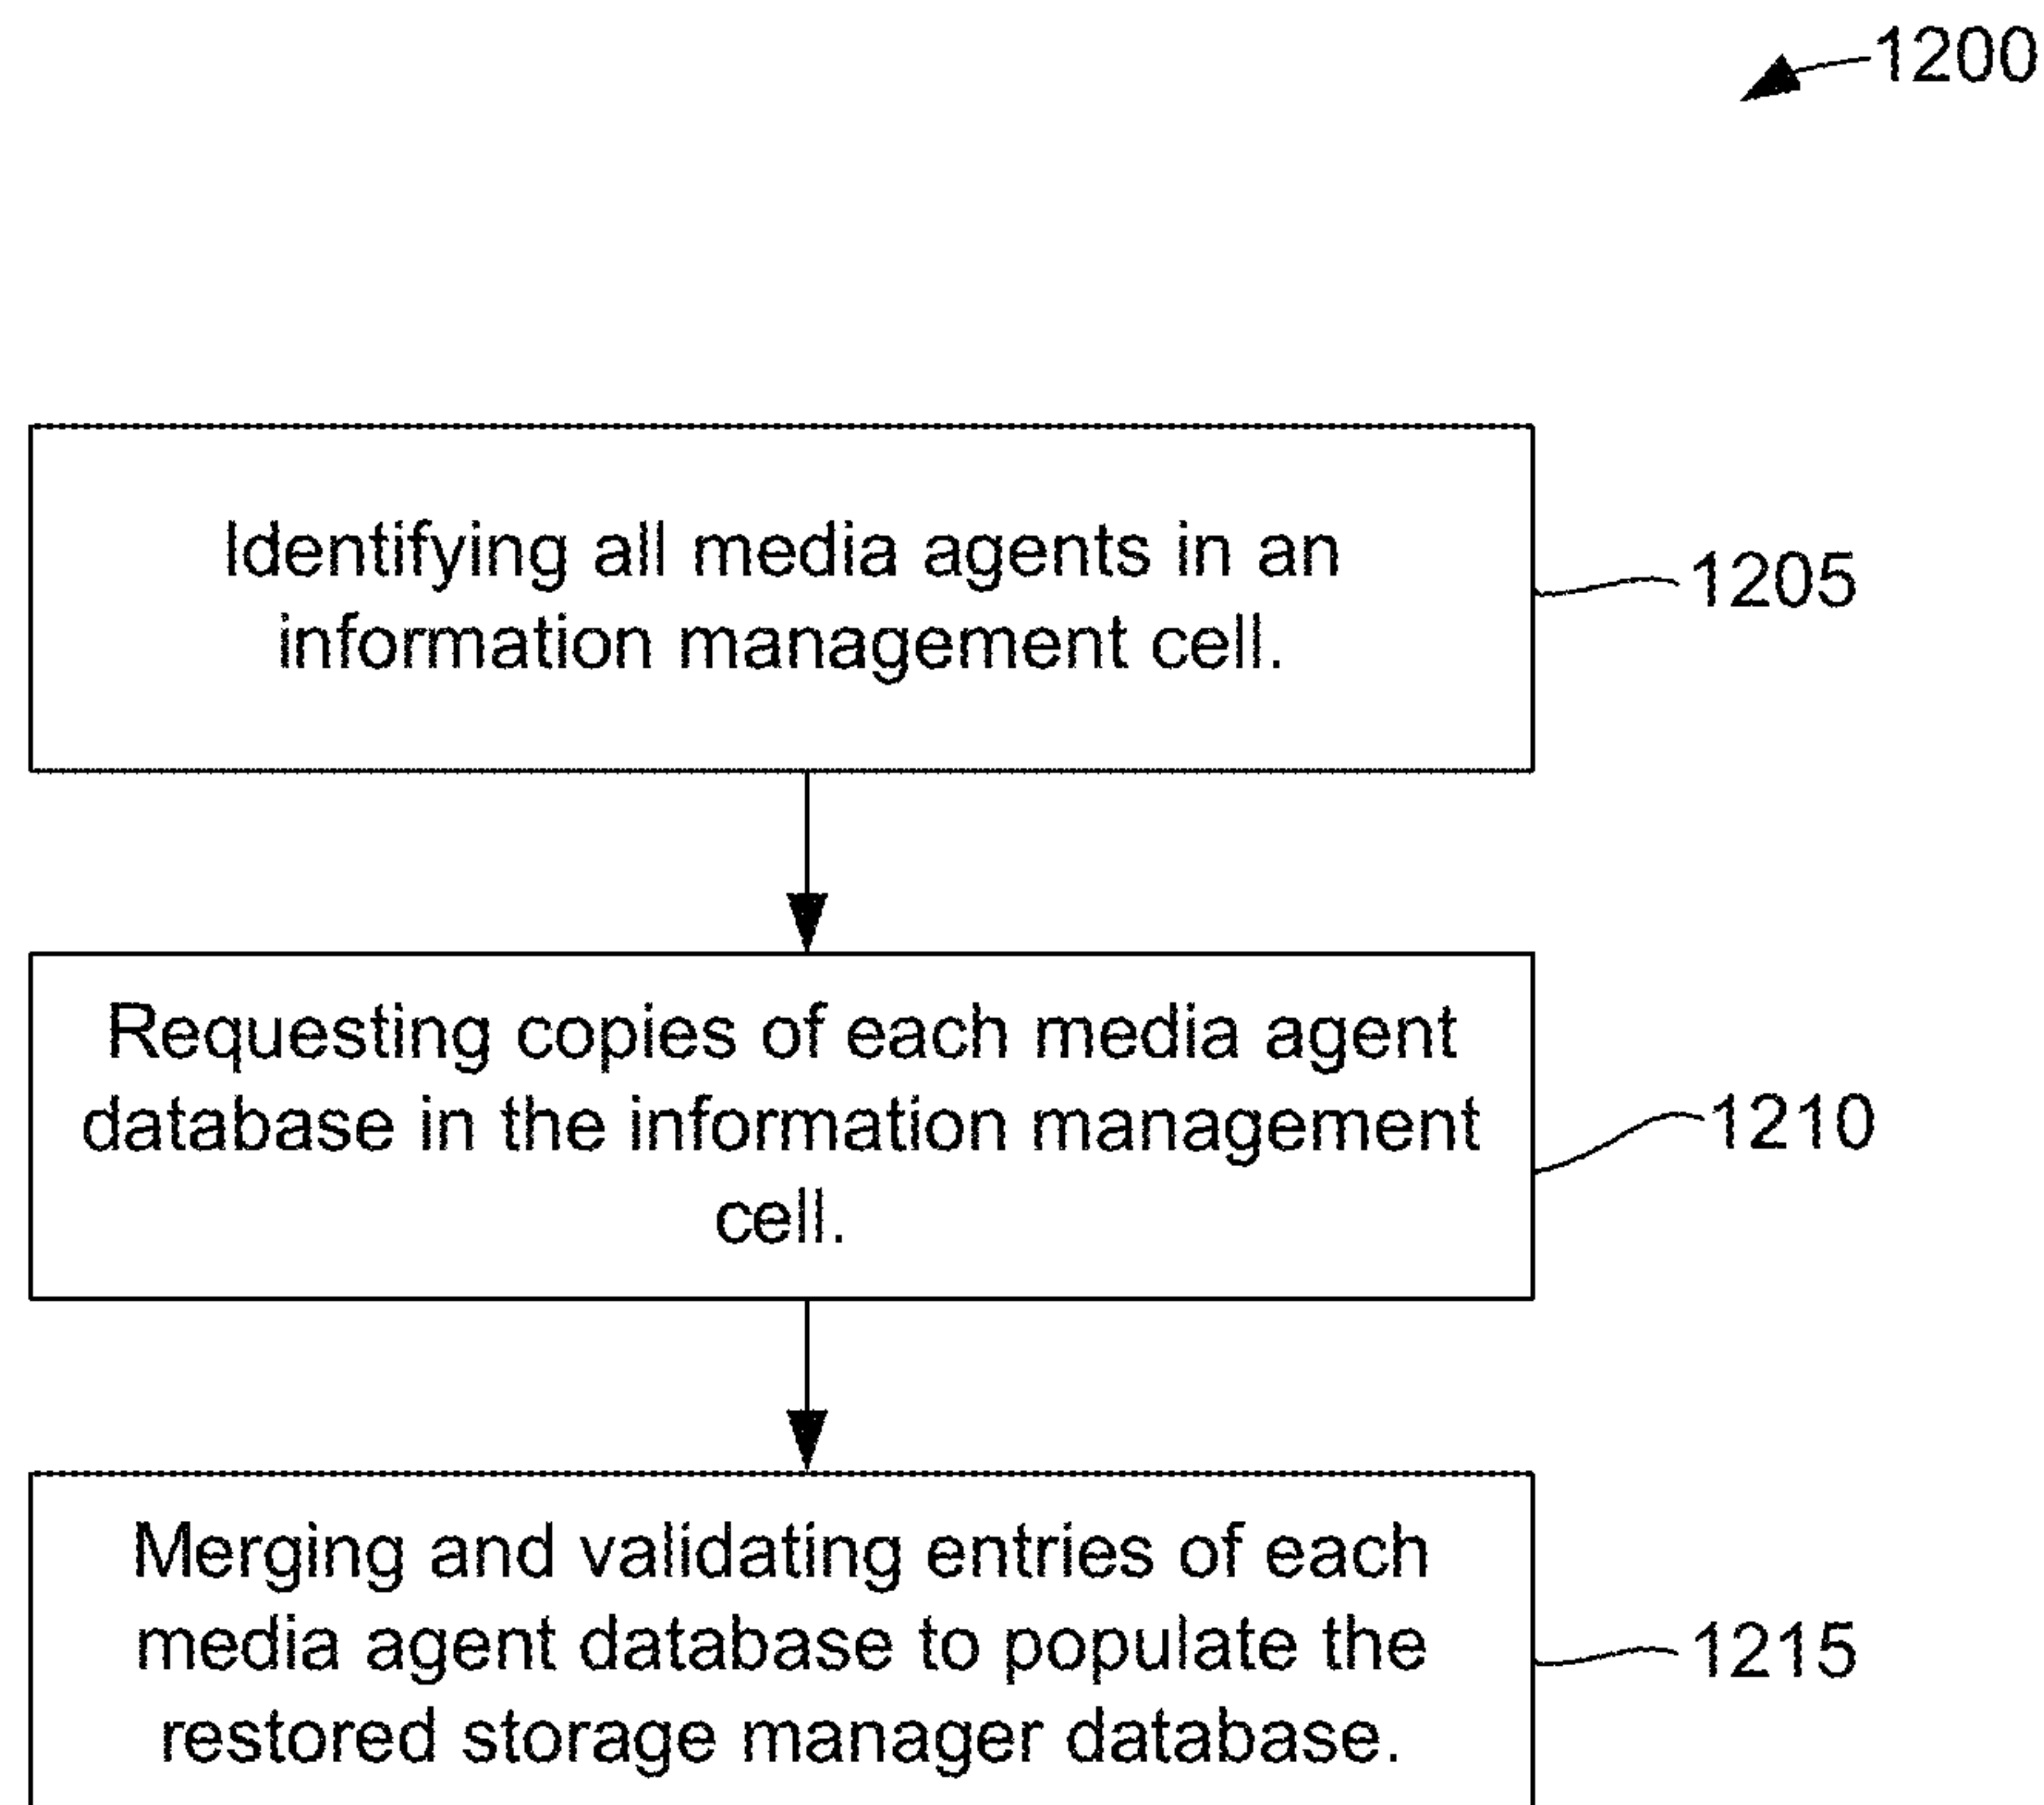 1200
Identifying all media agents in an
information management cell.
1205
Requesting copies of each media agent
database in the information management
cell.
1210
Merging and validating entries of each
media agent database to populate the
restored storage manager database.
1215